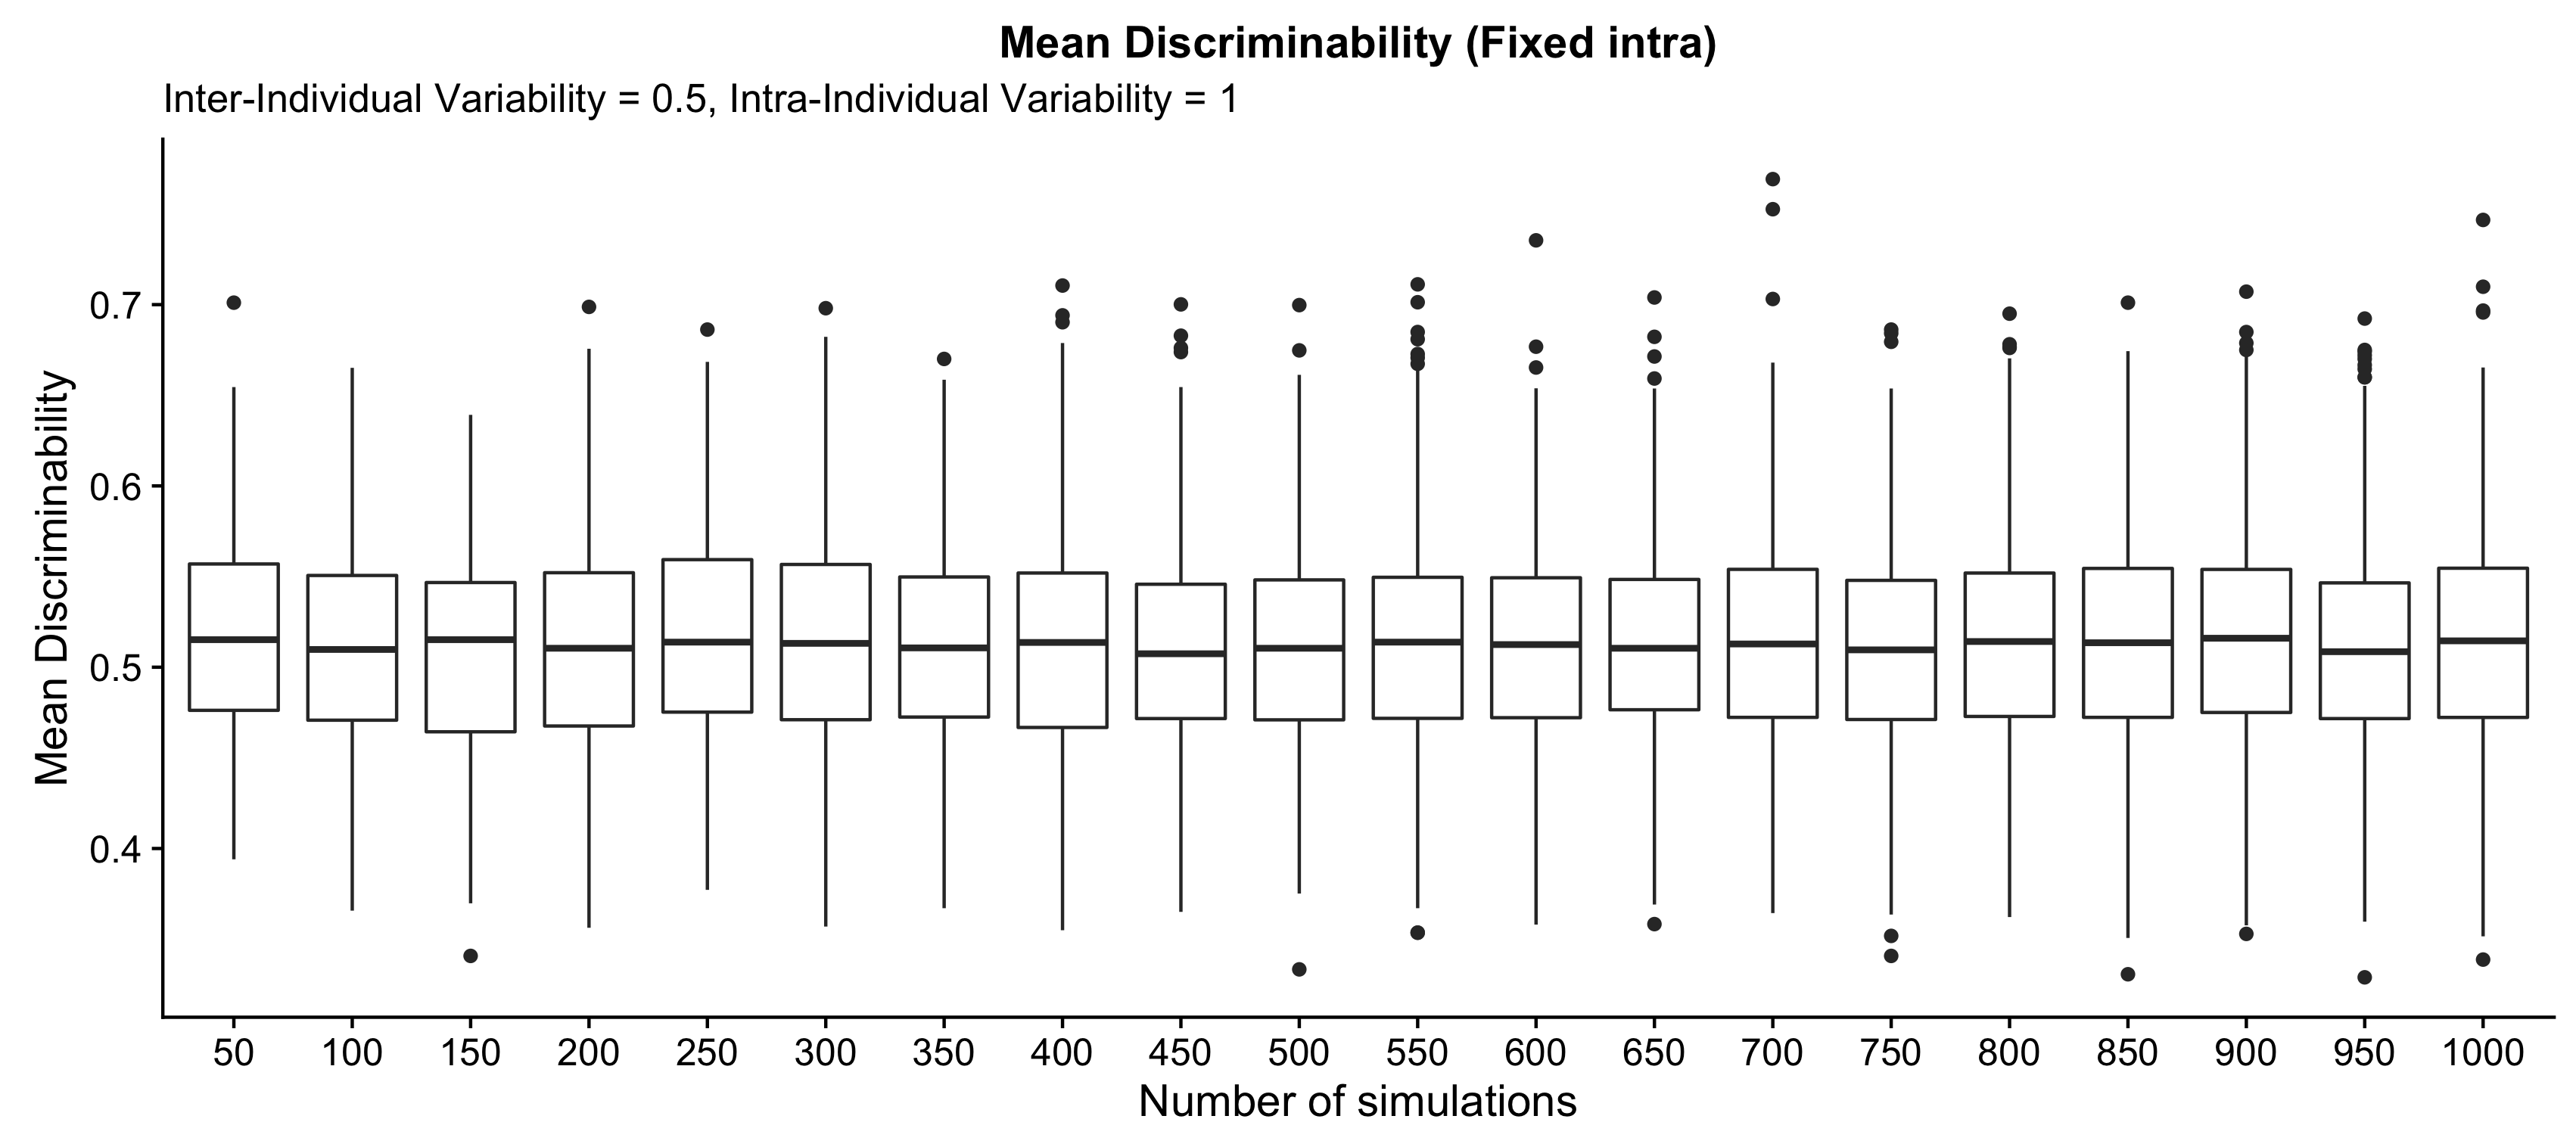 Mean Discriminability (Fixed intra)
Inter-Individual Variability = 0.5, Intra-Individual Variability = 1
Mean Discriminability
0.7
0.6
0.5
0.4
50 100 150 200 250 300 350 400 450 500 550 600 650 700 750 800 850 900 950 1000
Number of simulations